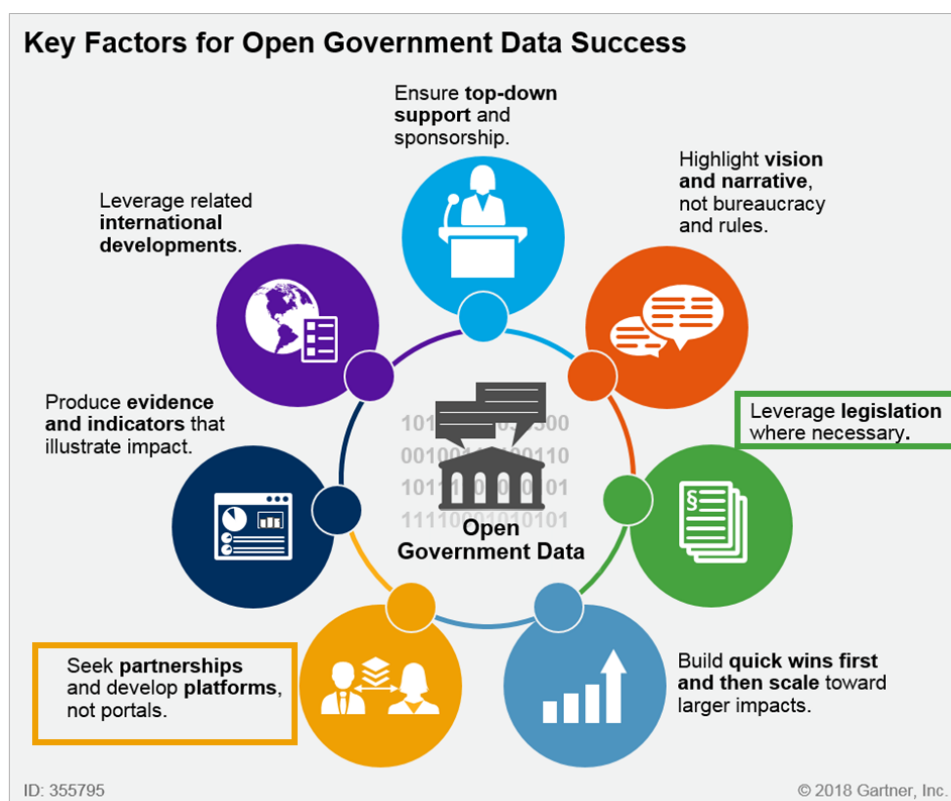 Key Factors for Open Government Data Success
Ensure top-down
support and
sponsorship.
Highlight vision
and narrative,
not bureaucracy
and rules.
Leverage related
international
developments.
Produce evidence
and indicators that
illustrate impact.
Leverage legislation
where necessary.
§
Open
Government Data
11110001010101
Seek partnerships
and develop platforms,
not portals.
Build quick wins first
and then scale toward
larger impacts.
ID: 355795
© 2018 Gartner, Inc.